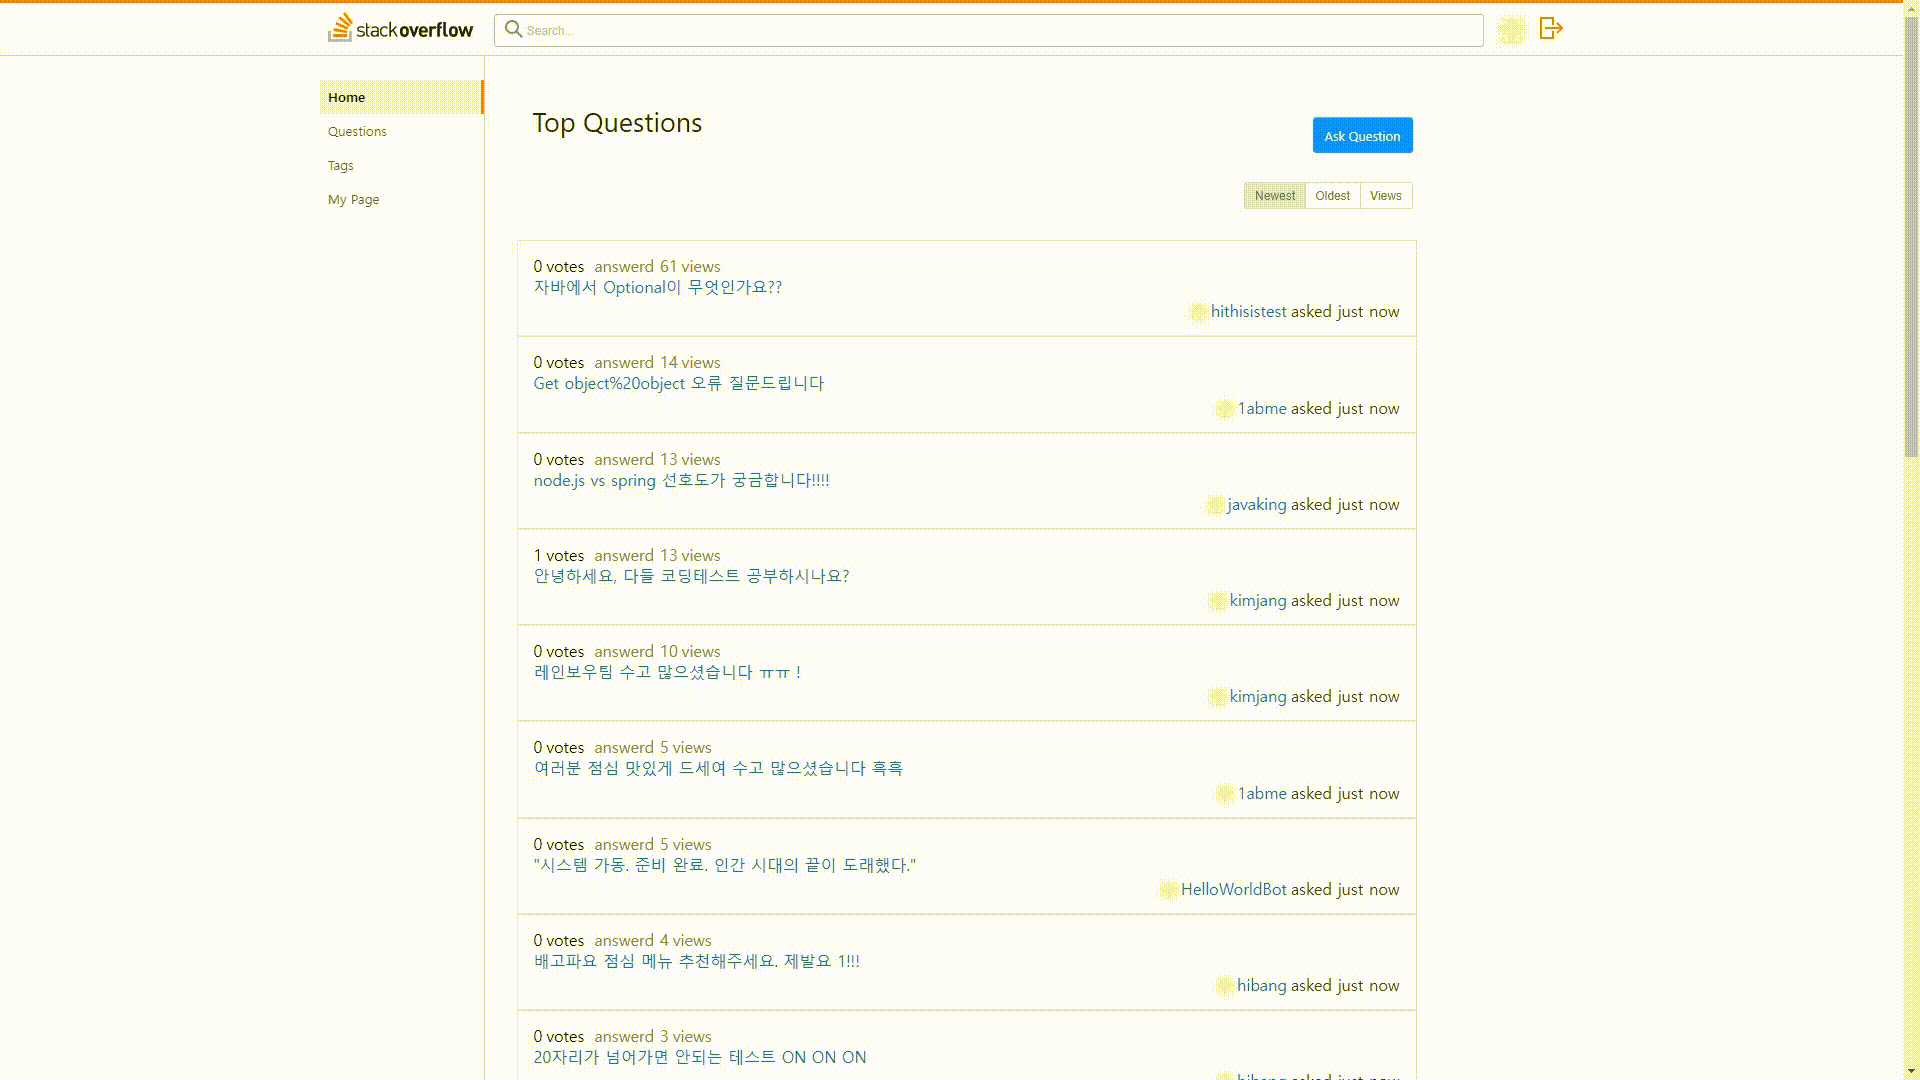 stackoverflow
Search...
Home
Questions
Tags
My Page
Top Questions
Ask Question
Newest Oldest Views
0 votes answerd 61 views
자바에서 Optional이 무엇인가요??
hithisistest asked just now
0 votes answerd 14 views
Get object%20object 오류 질문드립니다
1abme asked just now
0 votes answerd 13 views
node.js vs spring 선호도가 궁금합니다!!!!
javaking asked just now
1 votes answerd 13 views
안녕하세요, 다들 코딩테스트 공부하시나요?
kimjang asked just now
0 votes answerd 10 views
레인보우팀 수고 많으셨습니다 ㅠㅠ !
kimjang asked just now
0 votes answerd 5 views
여러분 점심 맛있게 드세여 수고 많으셨습니다 흑흑
1abme asked just now
0 votes answerd 5 views
"시스템 가동. 준비 완료. 인간 시대의 끝이 도래했다."
HelloWorldBot asked just now
0 votes answerd 4 views
배고파요 점심 메뉴 추천해주세요. 제발요 1!!!
hibang asked just now
0 votes answerd 3 views
20자리가 넘어가면 안되는 테스트 ON ON ON
hibang asked just now